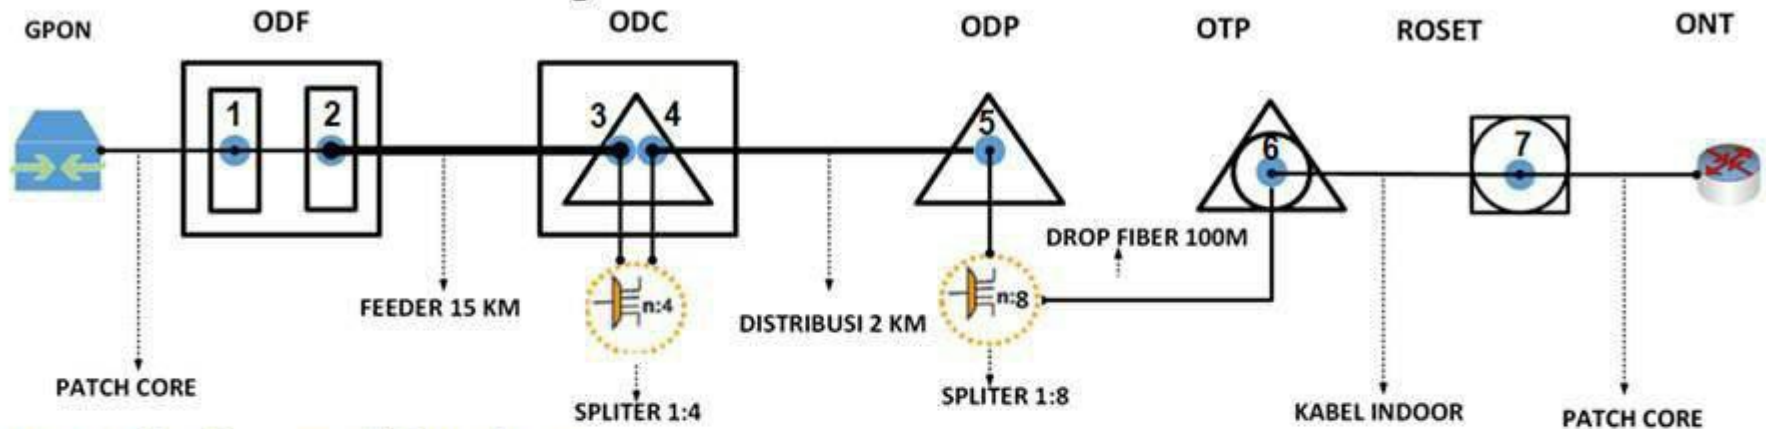 GPON
ODF
ODC
ODP
OTP
ROSET
ONT
1
2
3
4
5
6
7
n:4
n:8
DROP FIBER 100M
FEEDER 15 KM
DISTRIBUSI 2 KM
PATCH CORE
SPLITER 1:4
SPLITER 1:8
KABEL INDOOR
PATCH CORE